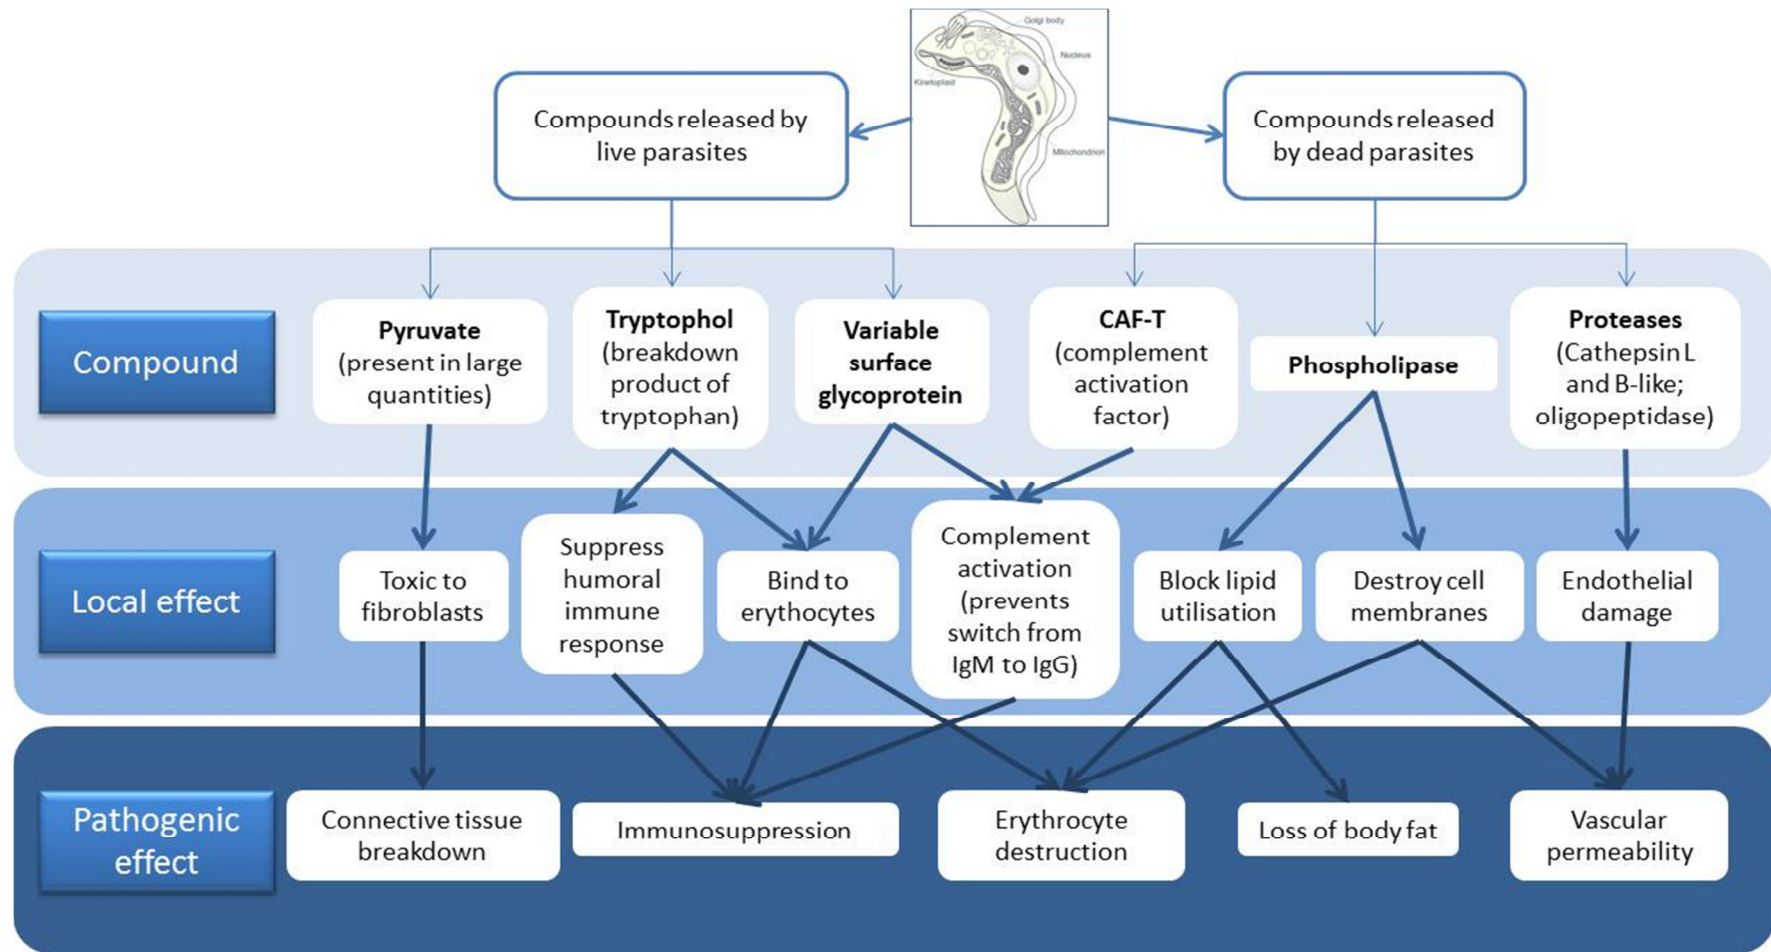 Golgi body
Nucleus
Kinetoplast
Mitochondrion
Compounds released by
live parasites
Compounds released
by dead parasites
Compound
Pyruvate
(present in large
quantities)
Tryptophol
(breakdown
product of
tryptophan)
Variable
surface
glycoprotein
CAF-T
(complement
activation
factor)
Phospholipase
Proteases
(Cathepsin L
and B-like;
oligopeptidase)
Local effect
Toxic to
fibroblasts
Suppress
humoral
immune
response
Bind to
erythocytes
Complement
activation
(prevents
switch from
IgM to IgG)
Block lipid
utilisation
Destroy cell
membranes
Endothelial
damage
Pathogenic
effect
Connective tissue
breakdown
Immunosuppression
Erythrocyte
destruction
Loss of body fat
Vascular
permeability